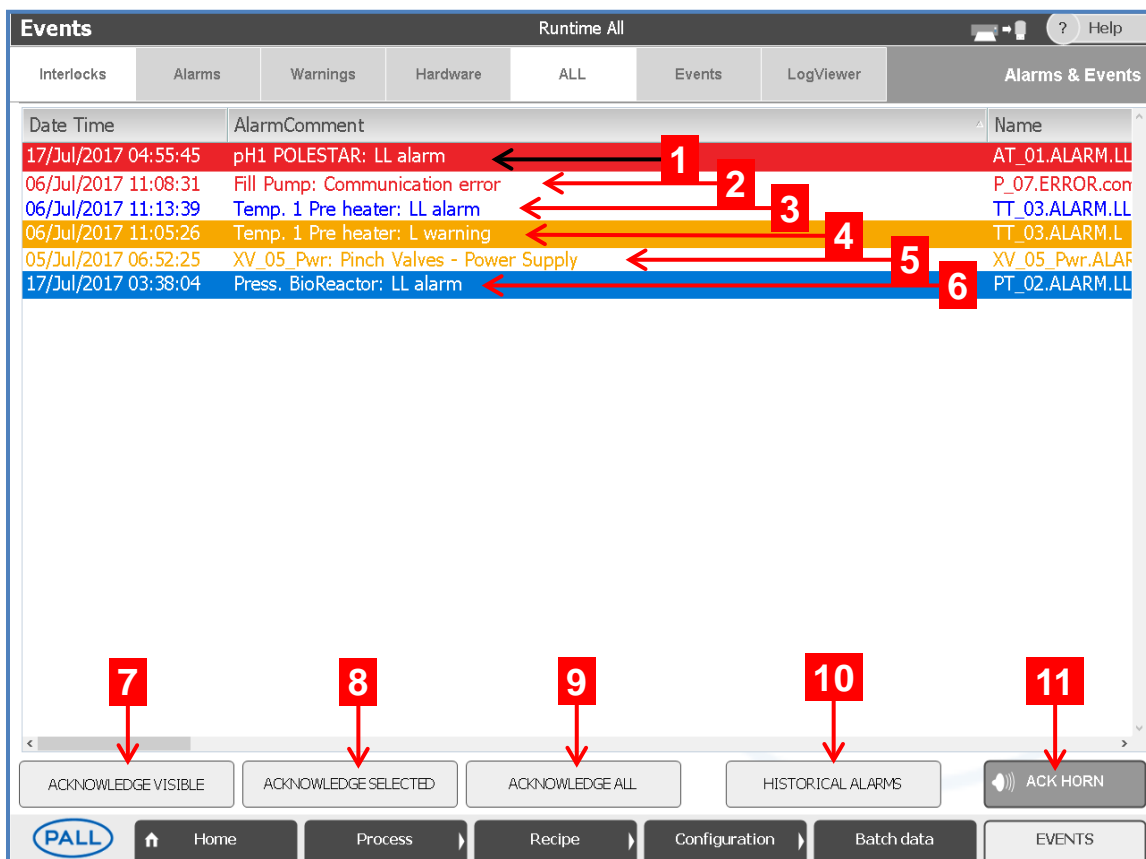 Events Runtime All ? Help
Interlocks Alarms Warnings Hardware ALL Events LogViewer Alarms & Events
Date Time AlarmComment Name
17/Jul/2017 04:55:45 pH1 POLESTAR: LL alarm 1 AT_01.ALARM.LL
06/Jul/2017 11:08:31 Fill Pump: Communication error 2 P_07.ERROR.com
06/Jul/2017 11:13:39 Temp. 1 Pre heater: LL alarm 3 TT_03.ALARM.LL
06/Jul/2017 11:05:26 Temp. 1 Pre heater: L warning 4 TT_03.ALARM.L
05/Jul/2017 06:52:25 XV_05_Pwr: Pinch Valves - Power Supply 5 XV_05_Pwr.ALAR
17/Jul/2017 03:38:04 Press. BioReactor: LL alarm 6 PT_02.ALARM.LL
7 8 9 10 11
ACKNOWLEDGE VISIBLE ACKNOWLEDGE SELECTED ACKNOWLEDGE ALL HISTORICAL ALARMS ACK HORN
PALL Home Process Recipe Configuration Batch data EVENTS